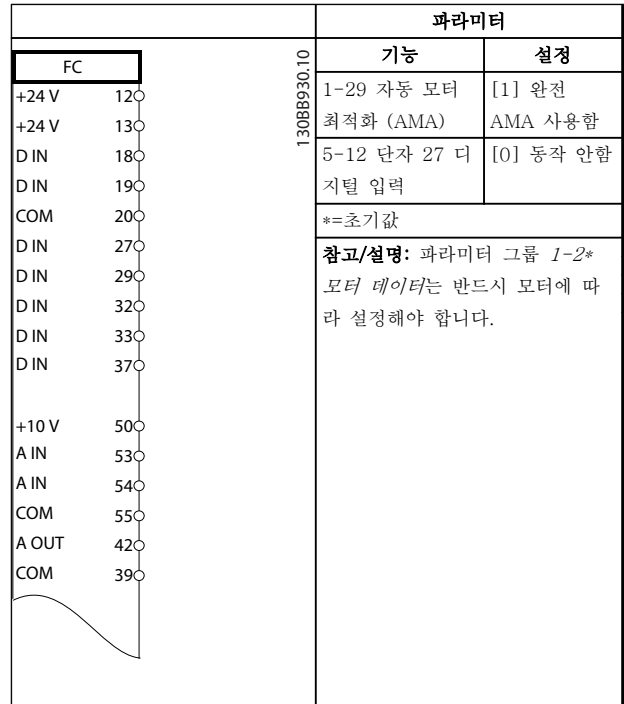 파라미터
FC
130BB930.10
기능 설정
+24 V 12
+24 V 13
D IN 18
D IN 19
COM 20
D IN 27
D IN 29
D IN 32
D IN 33
D IN 37
+10 V 50
A IN 53
A IN 54
COM 55
A OUT 42
COM 39
1-29 자동 모터 [1] 완전
최적화 (AMA) AMA 사용함
5-12 단자 27 디 [0] 동작 안함
지털 입력
*=초기값
참고/설명: 파라미터 그룹 1-2*
모터 데이터는 반드시 모터에 따
라 설정해야 합니다.